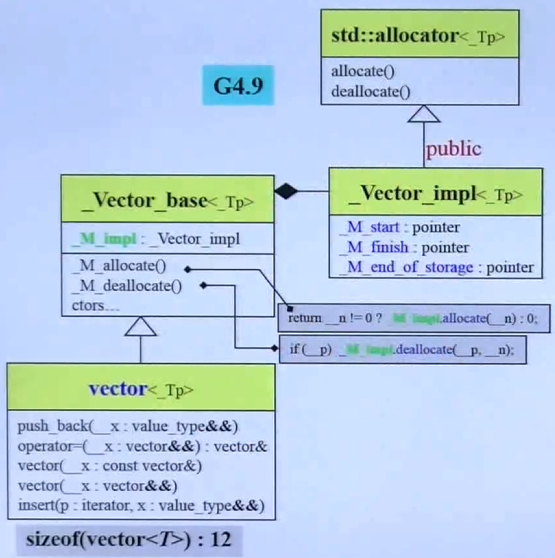 std::allocator<_Tp>
allocate()
deallocate()
G4.9
public
_Vector_base<_Tp>
_M_impl : _Vector_impl
_M_allocate()
_M_deallocate()
ctors...
_Vector_impl<_Tp>
_M_start : pointer
_M_finish : pointer
_M_end_of_storage : pointer
return __n != 0 ? _M_impl.allocate(__n) : 0;
if (__p) _M_impl.deallocate(__p, __n);
vector<_Tp>
push_back(__x : value_type&&)
operator=(__x : vector&&) : vector&
vector(__x : const vector&)
vector(__x : vector&&)
insert(p : iterator, x : value_type&&)
sizeof(vector<T>) : 12